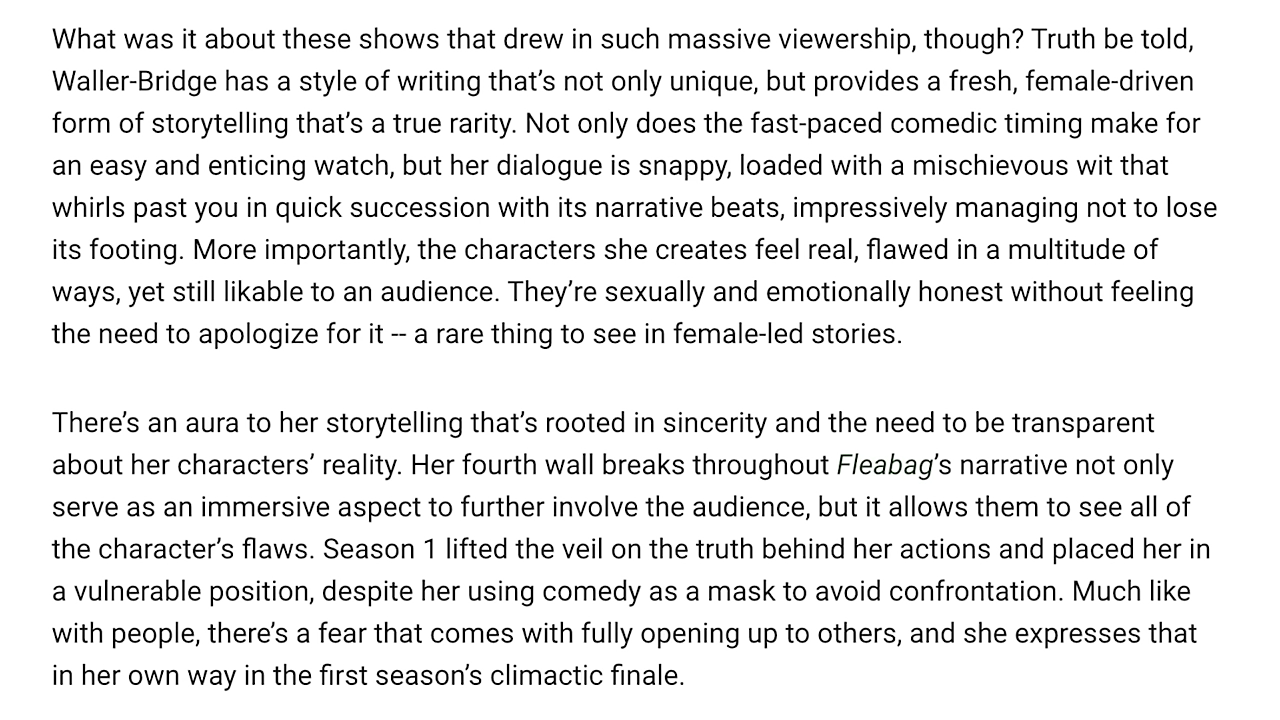 What was it about these shows that drew in such massive viewership, though? Truth be told,
Waller-Bridge has a style of writing that’s not only unique, but provides a fresh, female-driven
form of storytelling that’s a true rarity. Not only does the fast-paced comedic timing make for
an easy and enticing watch, but her dialogue is snappy, loaded with a mischievous wit that
whirls past you in quick succession with its narrative beats, impressively managing not to lose
its footing. More importantly, the characters she creates feel real, flawed in a multitude of
ways, yet still likable to an audience. They’re sexually and emotionally honest without feeling
the need to apologize for it -- a rare thing to see in female-led stories.
There’s an aura to her storytelling that’s rooted in sincerity and the need to be transparent
about her characters’ reality. Her fourth wall breaks throughout Fleabag’s narrative not only
serve as an immersive aspect to further involve the audience, but it allows them to see all of
the character’s flaws. Season 1 lifted the veil on the truth behind her actions and placed her in
a vulnerable position, despite her using comedy as a mask to avoid confrontation. Much like
with people, there’s a fear that comes with fully opening up to others, and she expresses that
in her own way in the first season’s climactic finale.